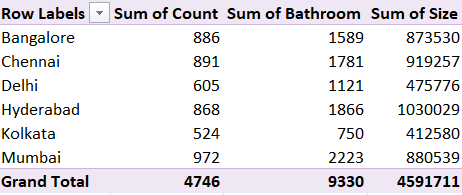 Row Labels Sum of Count Sum of Bathroom Sum of Size
Bangalore 886 1589 873530
Chennai 891 1781 919257
Delhi 605 1121 475776
Hyderabad 868 1866 1030029
Kolkata 524 750 412580
Mumbai 972 2223 880539
Grand Total 4746 9330 4591711